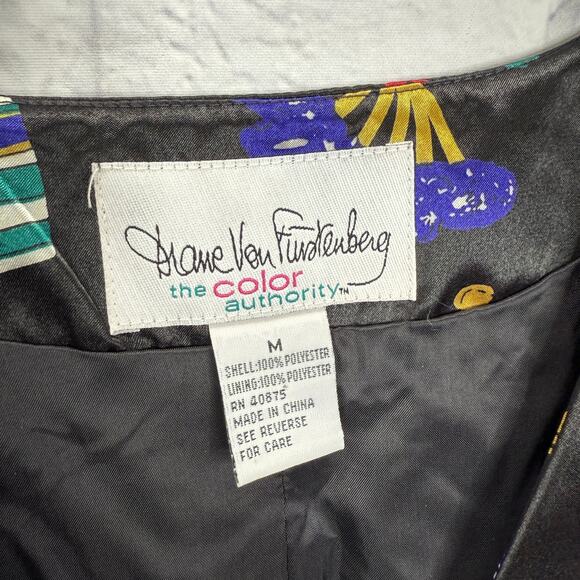 Diane Von Furstenberg
the color
authority™
M
SHELL:100% POLYESTER
LINING:100% POLYESTER
RN 40875
MADE IN CHINA
SEE REVERSE
FOR CARE